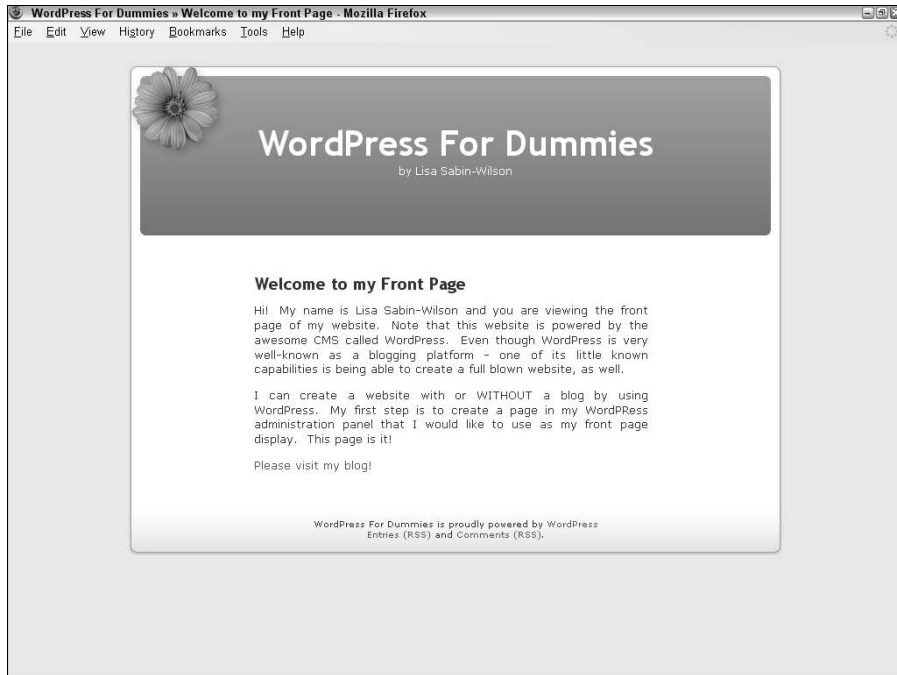 WordPress For Dummies » Welcome to my Front Page - Mozilla Firefox
File Edit View History Bookmarks Tools Help
WordPress For Dummies
by Lisa Sabin-Wilson
Welcome to my Front Page
Hi! My name is Lisa Sabin-Wilson and you are viewing the front
page of my website. Note that this website is powered by the
awesome CMS called WordPress. Even though WordPress is very
well-known as a blogging platform - one of its little known
capabilities is being able to create a full blown website, as well.
I can create a website with or WITHOUT a blog by using
WordPress. My first step is to create a page in my WordPRess
administration panel that I would like to use as my front page
display. This page is it!
Please visit my blog!
WordPress For Dummies is proudly powered by WordPress
Entries (RSS) and Comments (RSS).